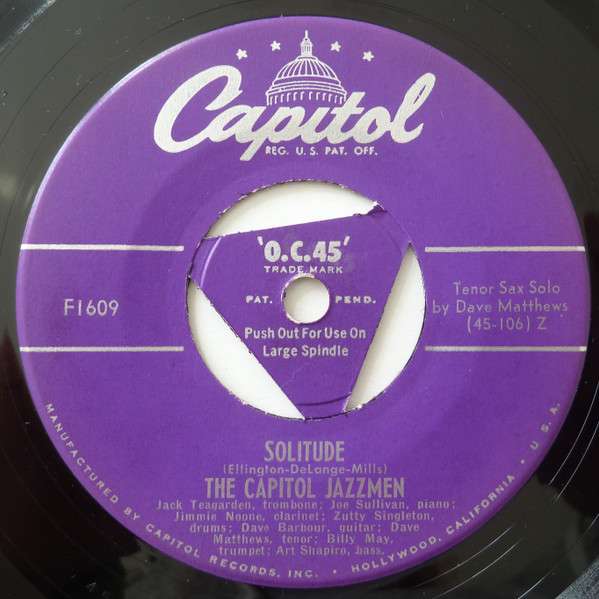 Capitol
REG. U.S. PAT. OFF.
'O.C.45'
TRADE MARK
PAT. PEND.
Push Out For Use On
Large Spindle
F1609
Tenor Sax Solo
by Dave Matthews
(45-106) Z
SOLITUDE
(Ellington-DeLange-Mills)
THE CAPITOL JAZZMEN
Jack Teagarden, trombone; Joe Sullivan, piano;
Jimmie Noone, clarinet; Zutty Singleton,
drums; Dave Barbour, guitar; Dave
Matthews, tenor; Billy May,
trumpet; Art Shapiro, bass.
MANUFACTURED BY CAPITOL RECORDS, INC. • HOLLYWOOD, CALIFORNIA. • U.S.A.